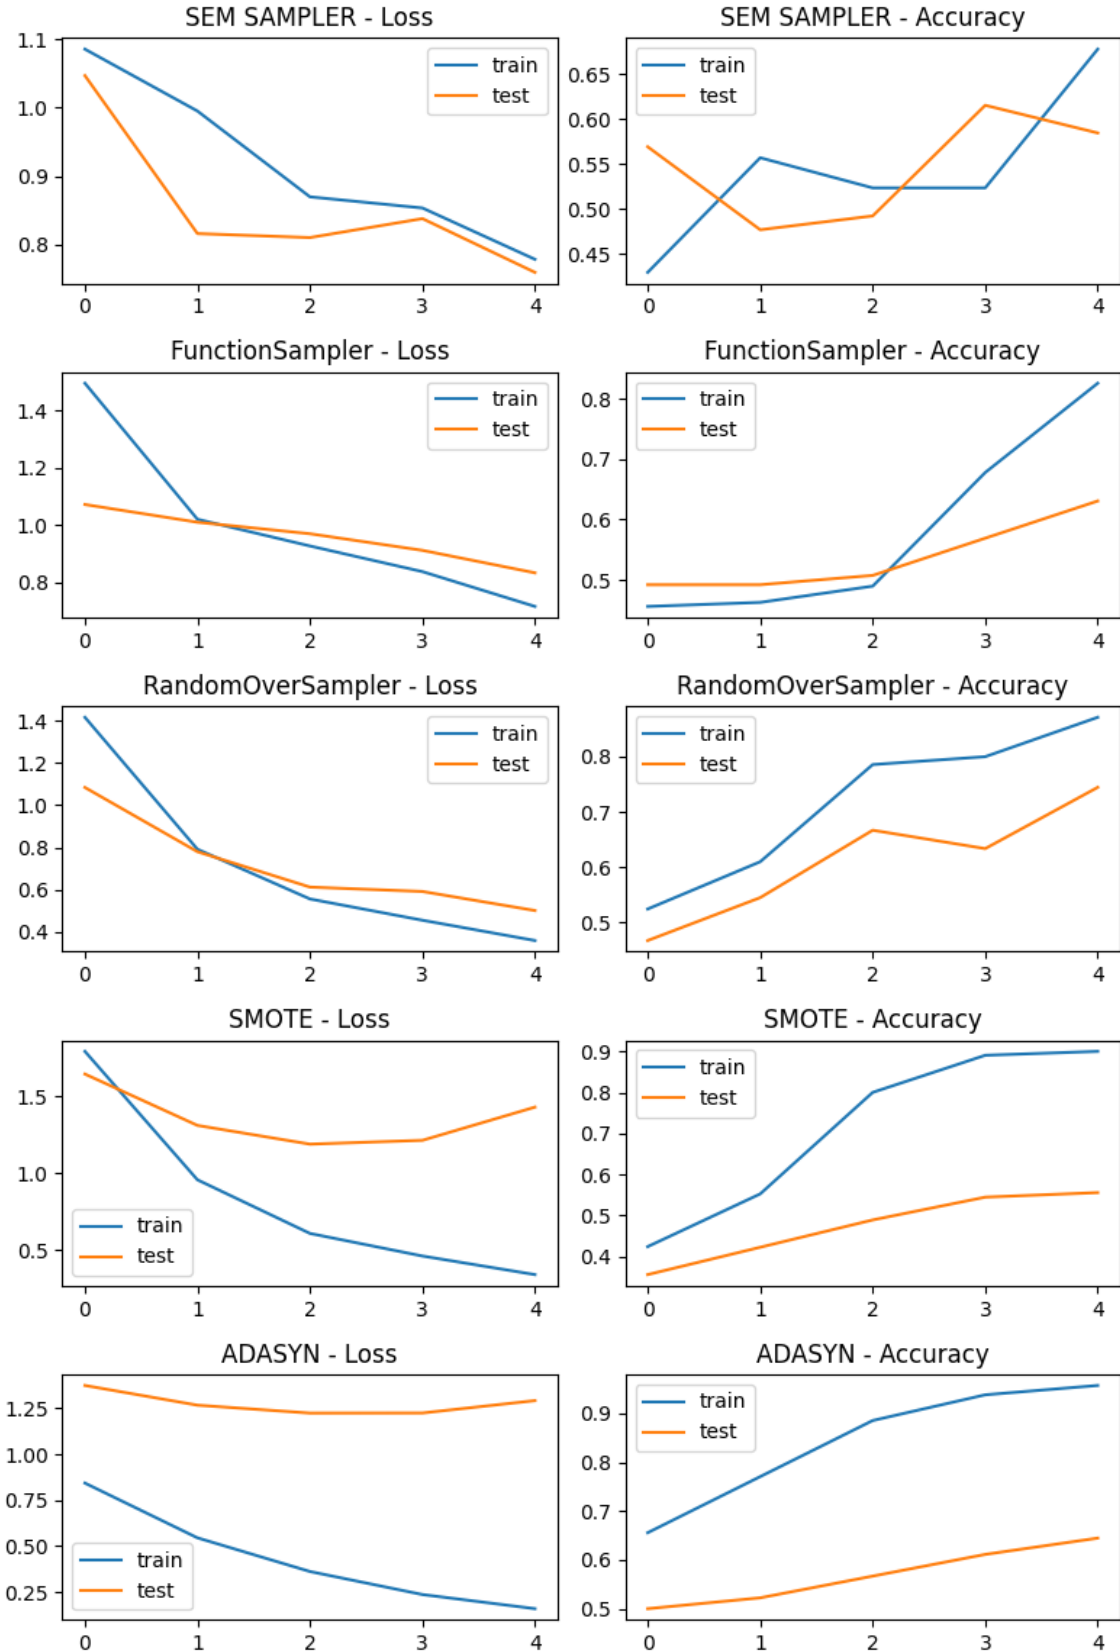 SEM SAMPLER - Loss
1.1
1.0
0.9
0.8
train
test
0 1 2 3 4
SEM SAMPLER - Accuracy
0.65
0.60
0.55
0.50
0.45
train
test
0 1 2 3 4
FunctionSampler - Loss
1.4
1.2
1.0
0.8
train
test
0 1 2 3 4
FunctionSampler - Accuracy
0.8
0.7
0.6
0.5
train
test
0 1 2 3 4
RandomOverSampler - Loss
1.4
1.2
1.0
0.8
0.6
0.4
train
test
0 1 2 3 4
RandomOverSampler - Accuracy
0.8
0.7
0.6
0.5
train
test
0 1 2 3 4
SMOTE - Loss
1.5
1.0
0.5
train
test
0 1 2 3 4
SMOTE - Accuracy
0.9
0.8
0.7
0.6
0.5
0.4
train
test
0 1 2 3 4
ADASYN - Loss
1.25
1.00
0.75
0.50
0.25
train
test
0 1 2 3 4
ADASYN - Accuracy
0.9
0.8
0.7
0.6
0.5
train
test
0 1 2 3 4